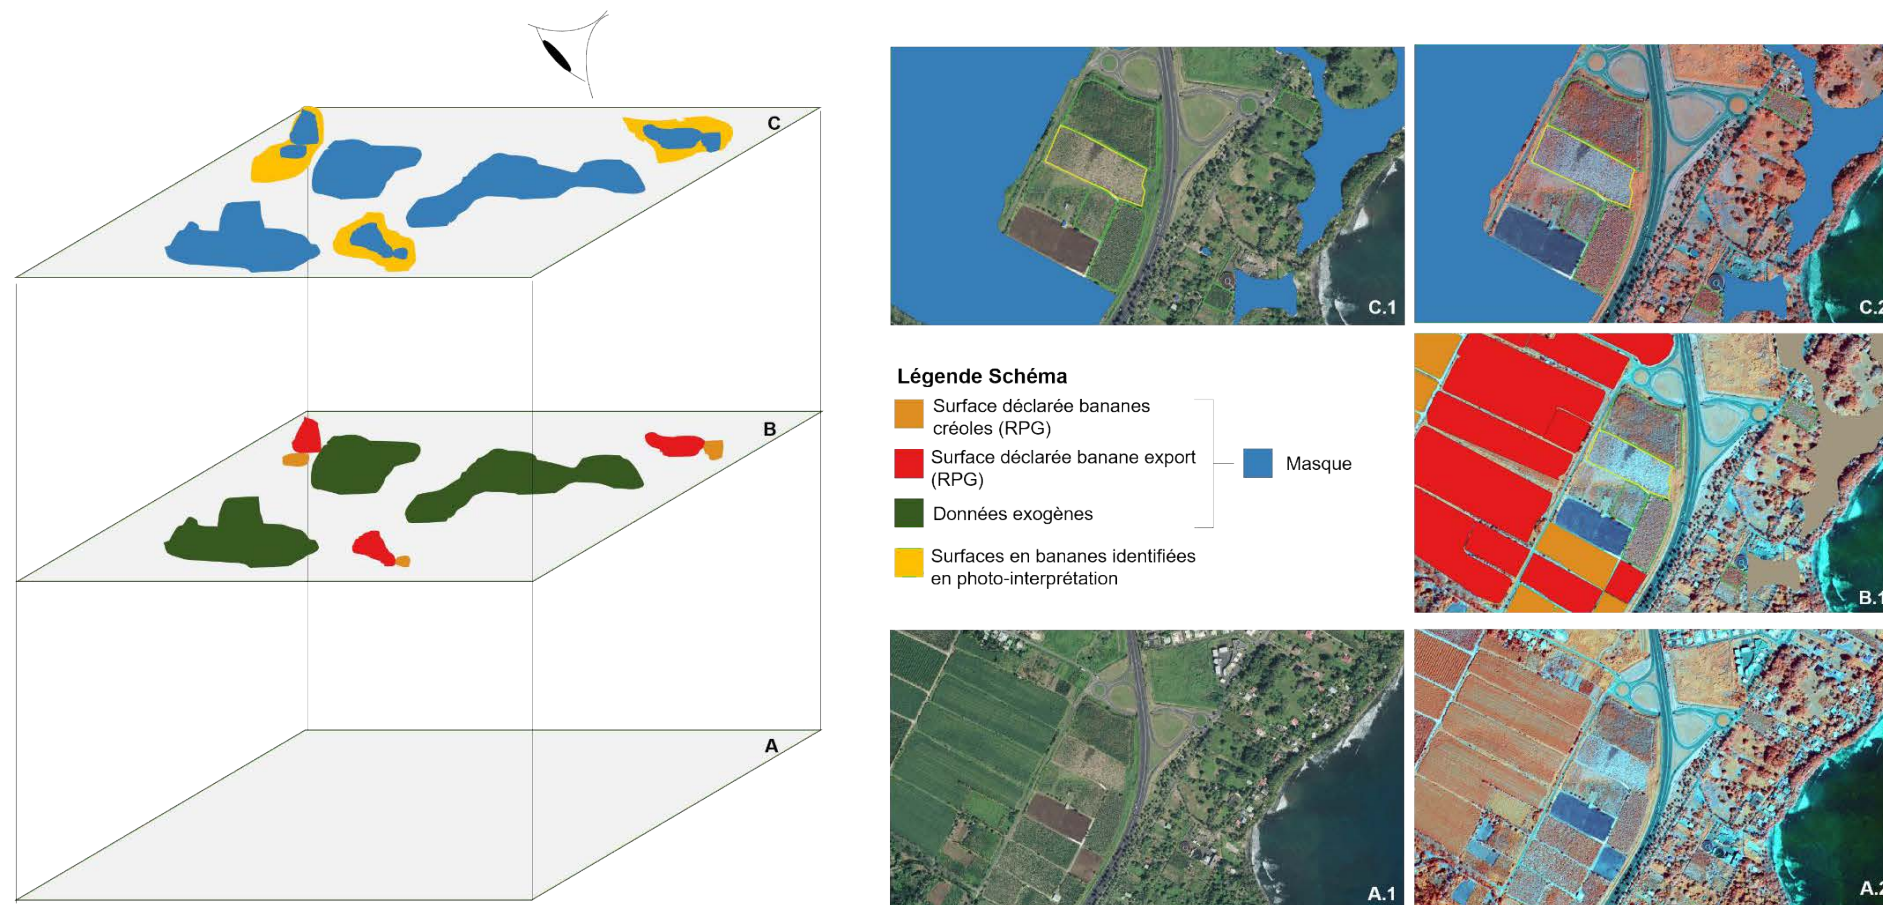 C
B
A
C.1
C.2
Légende Schéma
Surface déclarée bananes
créoles (RPG)
Surface déclarée banane export
(RPG)
Données exogènes
Masque
Surfaces en bananes identifiées
en photo-interprétation
B.1
A.1
A.2